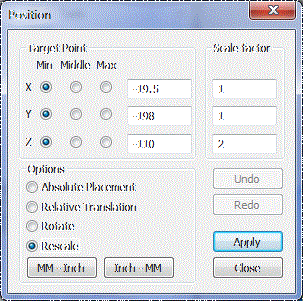 Position
Target Point
Scale factor
Min Middle Max
X -19.5 1
Y -198 1
Z -110 2
Options
Absolute Placement
Relative Translation
Rotate
Rescale
MM - Inch Inch - MM
Undo
Redo
Apply
Close